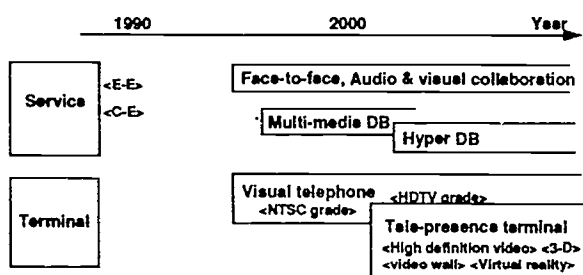 1990 2000 Year
Service
<E-E>
<C-E>
Face-to-face, Audio & visual collaboration
Multi-media DB
Hyper DB
Terminal
Visual telephone <HDTV grade>
<NTSC grade>
Tele-presence terminal
<High definition video> <3-D>
<video wall> <Virtual reality>